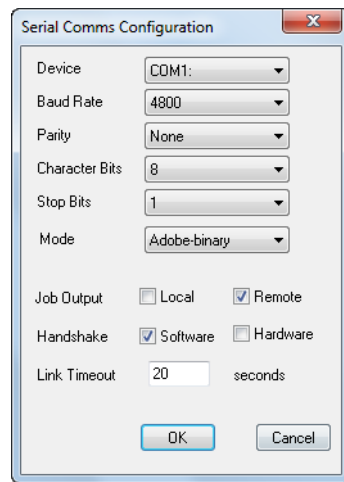 Serial Comms Configuration
Device COM1:
Baud Rate 4800
Parity None
Character Bits 8
Stop Bits 1
Mode Adobe-binary
Job Output Local Remote
Handshake Software Hardware
Link Timeout 20 seconds
OK Cancel